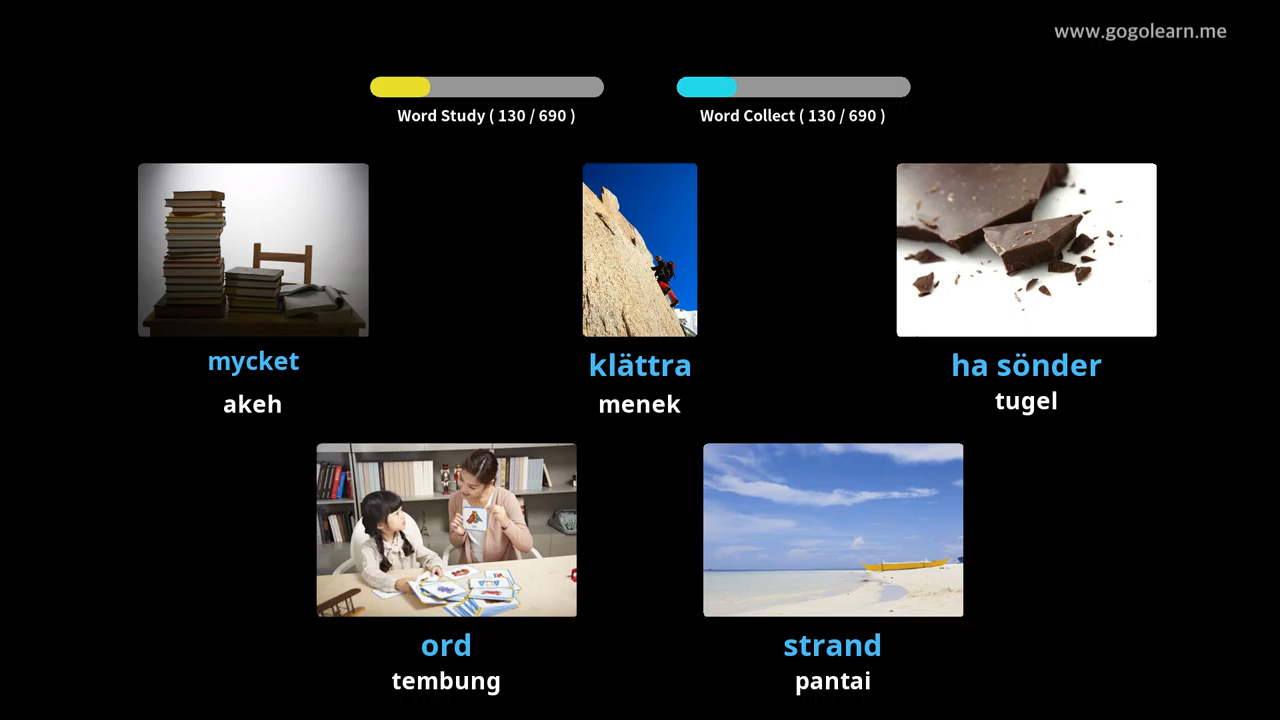 www.gogolearn.me
Word Study ( 130 / 690 )
Word Collect ( 130 / 690 )
mycket
akeh
klättra
menek
ha sönder
tugel
ord
tembung
strand
pantai